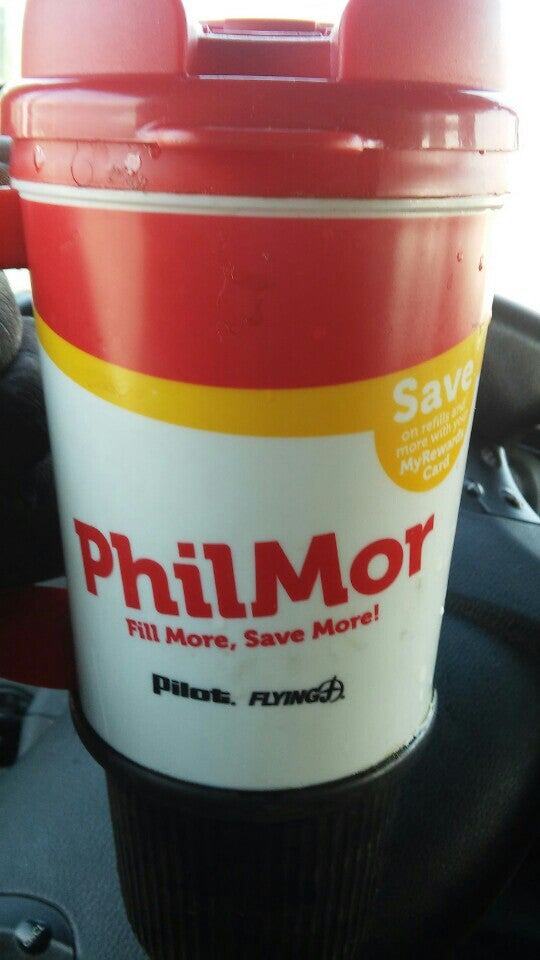 Save
on refills and
more with your
MyRewards
Card
PhilMor
Fill More, Save More!
Pilot. FLYING J.